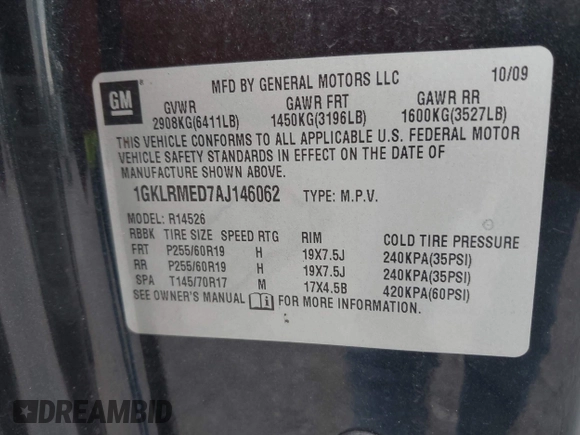 GM
MFD BY GENERAL MOTORS LLC 10/09
GVWR GAWR FRT GAWR RR
2908KG(6411LB) 1450KG(3196LB) 1600KG(3527LB)
THIS VEHICLE CONFORMS TO ALL APPLICABLE U.S. FEDERAL MOTOR
VEHICLE SAFETY STANDARDS IN EFFECT ON THE DATE OF
MANUFACTURE SHOWN ABOVE.
1GKLRMED7AJ146062 TYPE: M.P.V.
MODEL: R14526
RBBK TIRE SIZE SPEED RTG RIM COLD TIRE PRESSURE
FRT P255/60R19 H 19X7.5J 240KPA(35PSI)
RR P255/60R19 H 19X7.5J 240KPA(35PSI)
SPA T145/70R17 M 17X4.5B 420KPA(60PSI)
SEE OWNER'S MANUAL FOR MORE INFORMATION.
DREAMBID